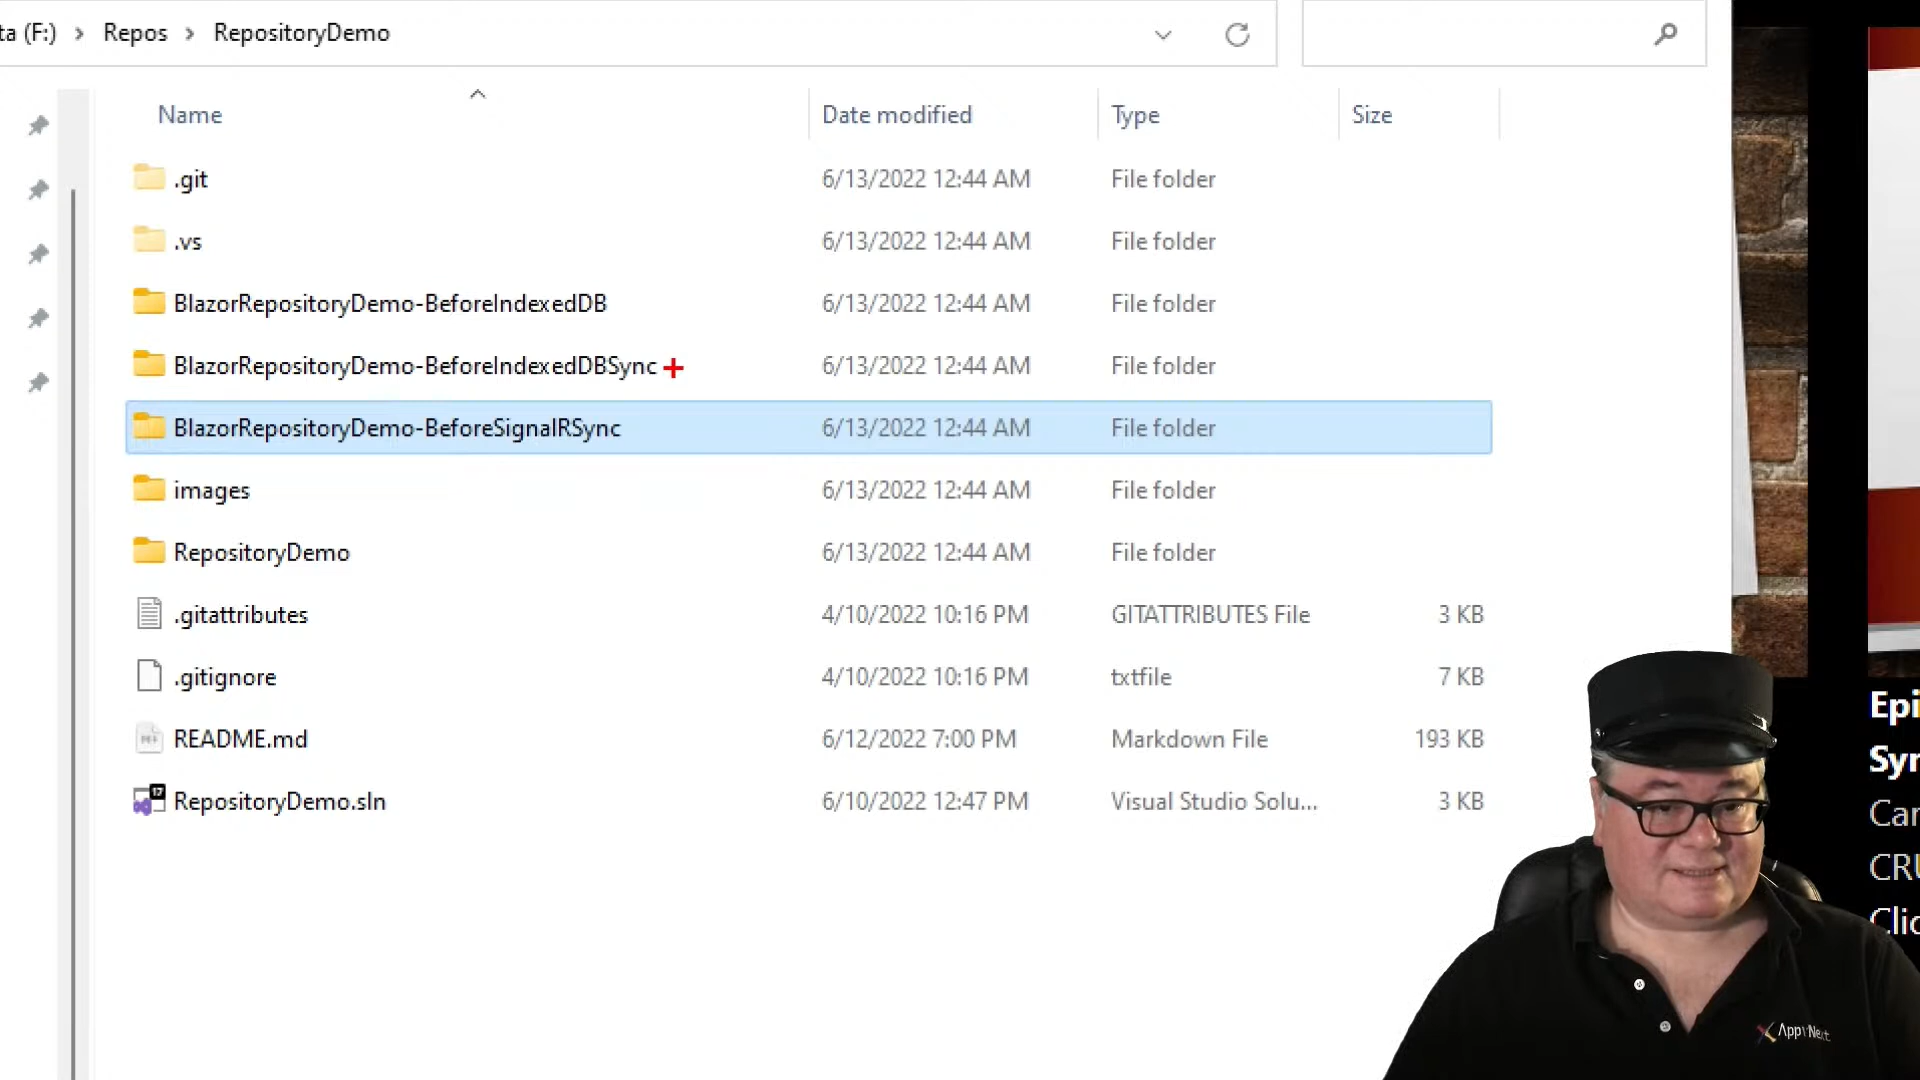 ta (F:) > Repos > RepositoryDemo
Name Date modified Type Size
.git 6/13/2022 12:44 AM File folder
.vs 6/13/2022 12:44 AM File folder
BlazorRepositoryDemo-BeforeIndexedDB 6/13/2022 12:44 AM File folder
BlazorRepositoryDemo-BeforeIndexedDBSync 6/13/2022 12:44 AM File folder
BlazorRepositoryDemo-BeforeSignalRSync 6/13/2022 12:44 AM File folder
images 6/13/2022 12:44 AM File folder
RepositoryDemo 6/13/2022 12:44 AM File folder
.gitattributes 4/10/2022 10:16 PM GITATTRIBUTES File 3 KB
.gitignore 4/10/2022 10:16 PM txtfile 7 KB
README.md 6/12/2022 7:00 PM Markdown File 193 KB
RepositoryDemo.sln 6/10/2022 12:47 PM Visual Studio Solu... 3 KB
17
Epi
Syn
Car
CRU
Clic
AppvNext